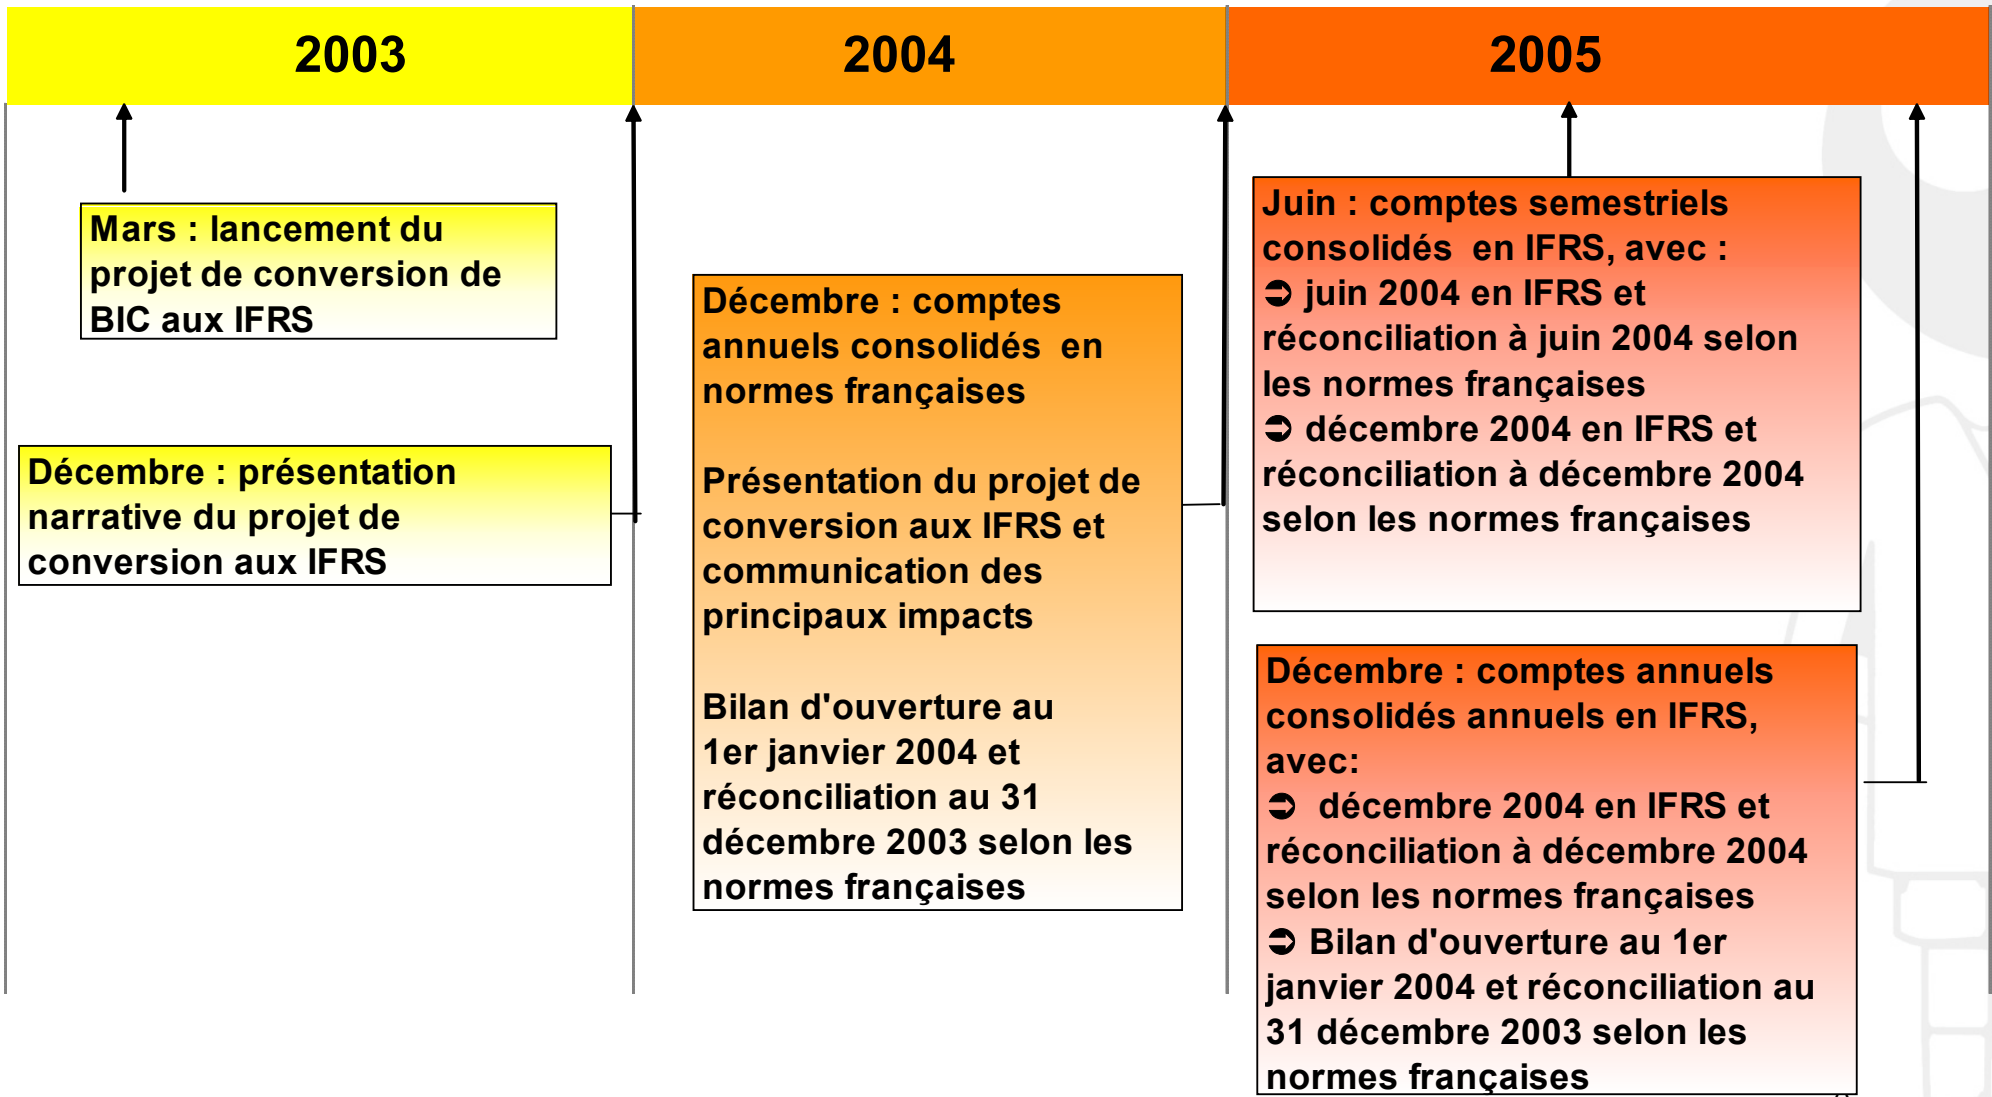 2003
2004
2005
Mars : lancement du
projet de conversion de
BIC aux IFRS
Décembre : présentation
narrative du projet de
conversion aux IFRS
Décembre : comptes
annuels consolidés  en
normes françaises
Présentation du projet de
conversion aux IFRS et
communication des
principaux impacts
Bilan d'ouverture au
1er janvier 2004 et
réconciliation au 31
décembre 2003 selon les
normes françaises
Juin : comptes semestriels
consolidés  en IFRS, avec :
➲ juin 2004 en IFRS et
réconciliation à juin 2004 selon
les normes françaises
➲ décembre 2004 en IFRS et
réconciliation à décembre 2004
selon les normes françaises
Décembre : comptes annuels
consolidés annuels en IFRS,
avec:
➲  décembre 2004 en IFRS et
réconciliation à décembre 2004
selon les normes françaises
➲ Bilan d'ouverture au 1er
janvier 2004 et réconciliation au
31 décembre 2003 selon les
normes françaises